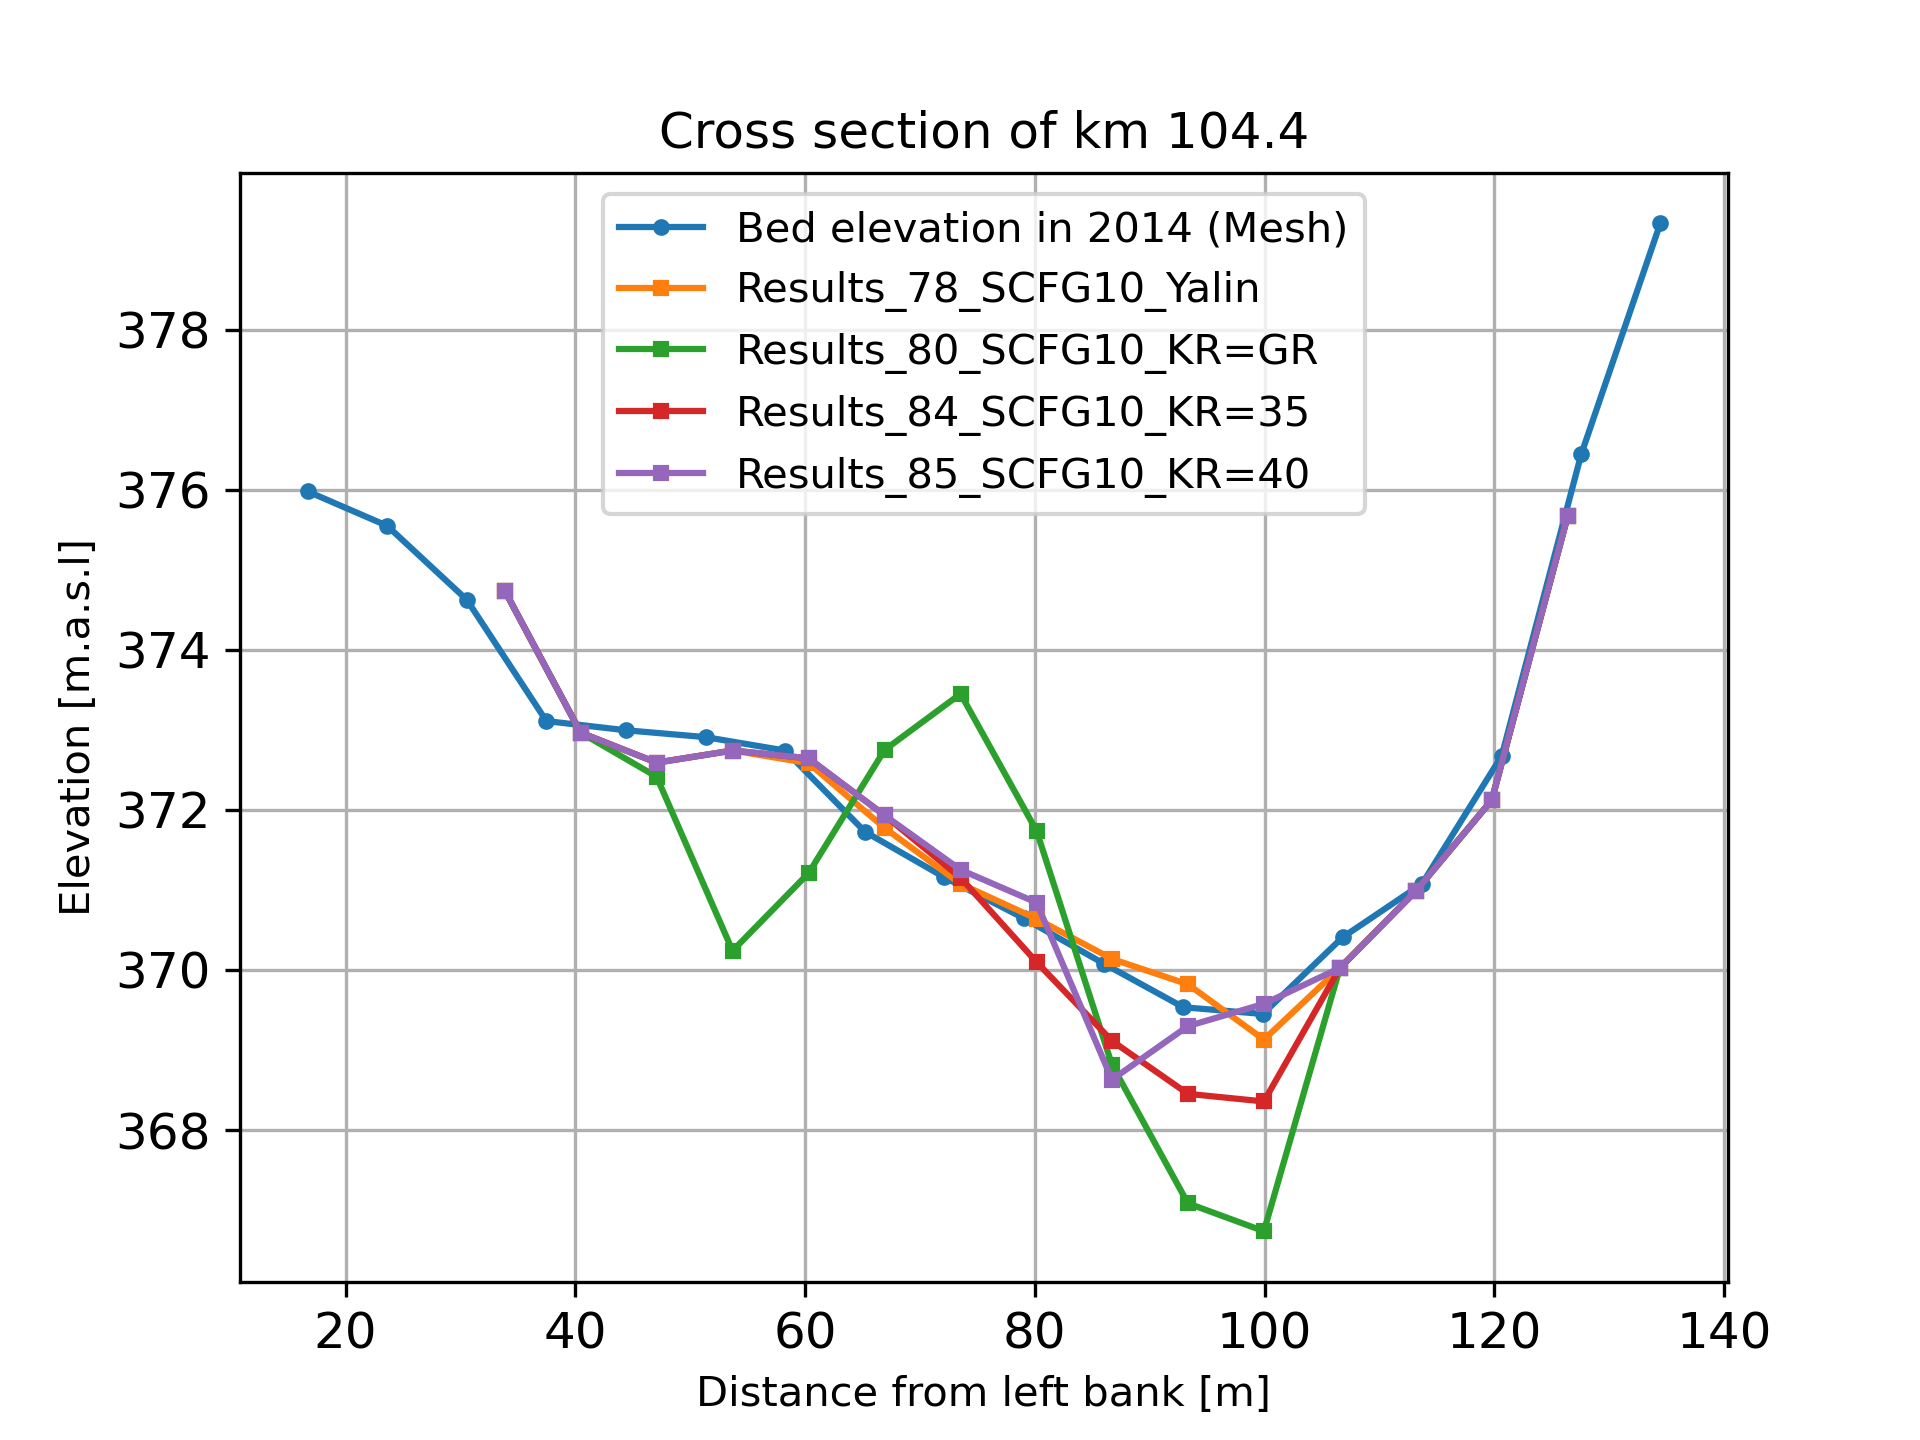 Cross section of km 104.4
Bed elevation in 2014 (Mesh)
Results_78_SCFG10_Yalin
Results_80_SCFG10_KR=GR
Results_84_SCFG10_KR=35
Results_85_SCFG10_KR=40
378
376
374
372
370
368
Elevation [m.a.s.l]
20 40 60 80 100 120 140
Distance from left bank [m]